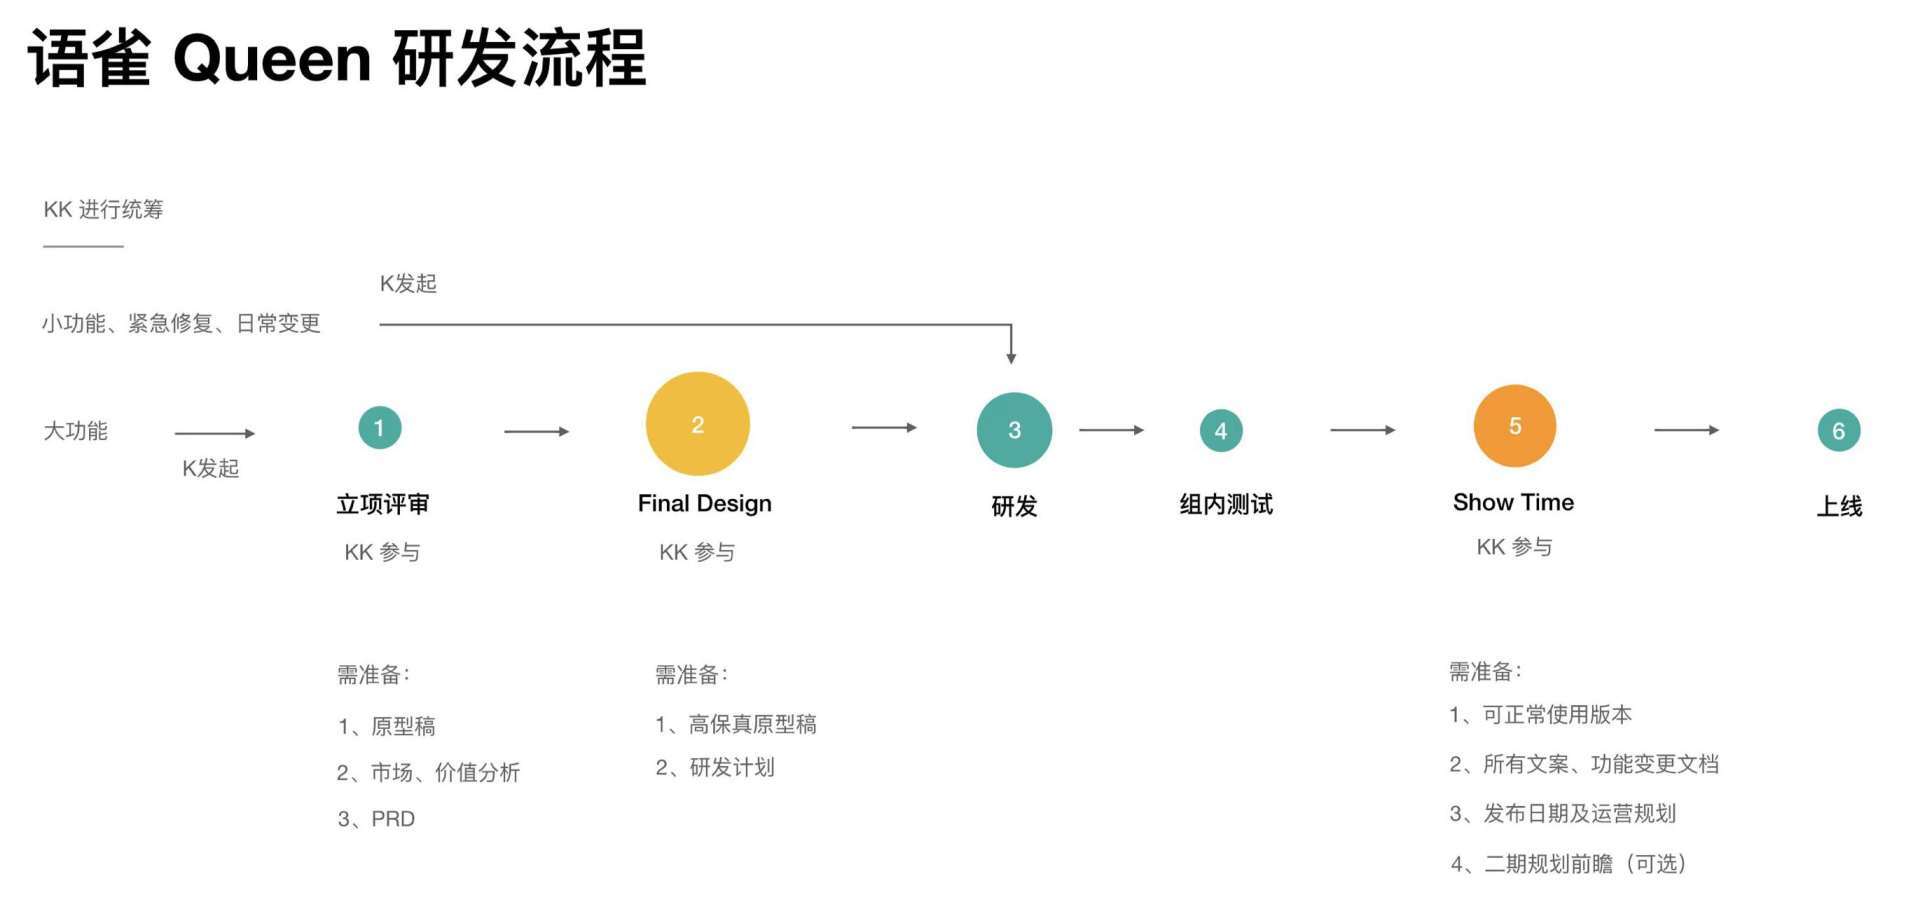 语雀 Queen 研发流程
KK 进行统筹
K发起
小功能、紧急修复、日常变更
大功能
K发起
1
2
3
4
5
6
立项评审
Final Design
研发
组内测试
Show Time
上线
KK 参与
KK 参与
KK 参与
需准备：
1、原型稿
2、市场、价值分析
3、PRD
需准备：
1、高保真原型稿
2、研发计划
需准备：
1、可正常使用版本
2、所有文案、功能变更文档
3、发布日期及运营规划
4、二期规划前瞻（可选）